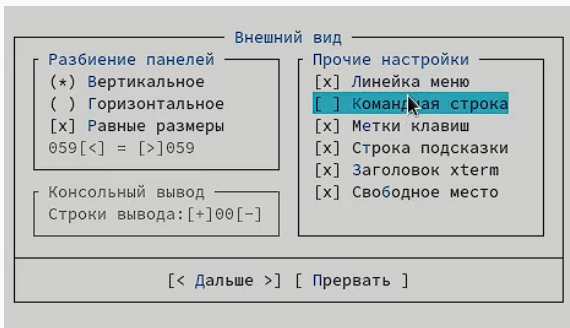 Внешний вид
Разбиение панелей
(*) Вертикальное
( ) Горизонтальное
[x] Равные размеры
059[<] = [>]059
Консольный вывод
Строки вывода:[+]00[-]
Прочие настройки
[x] Линейка меню
[ ] Командная строка
[x] Метки клавиш
[x] Строка подсказки
[x] Заголовок xterm
[x] Свободное место
[< Дальше >] [ Прервать ]